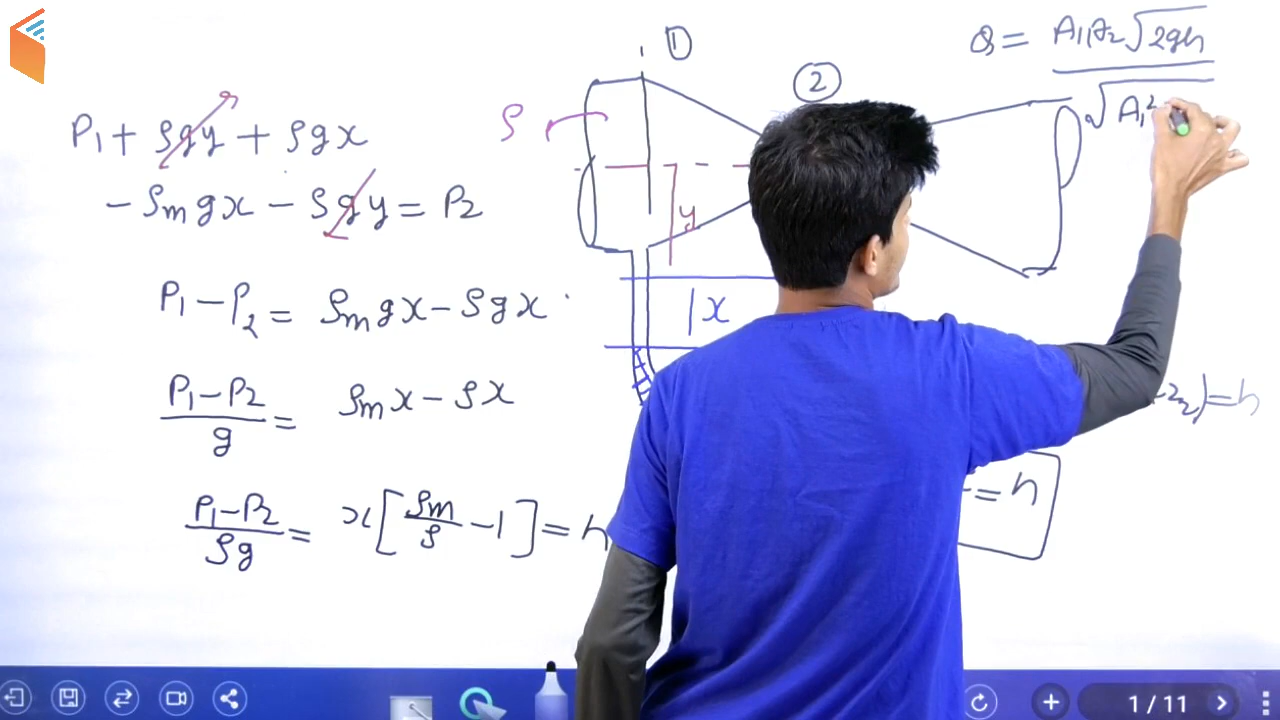 P₁ + ρgy + ρgx
- ρₘgx - ρgy = P₂
P₁ - P₂ = ρₘgx - ρgx
P₁ - P₂ / g = ρₘx - ρx
P₁ - P₂ / ρg = x[ρₘ/ρ - 1] = h
ρ
1
2
y
x
Q = A₁A₂√2gh
√A₁²
- z₂) = h
= h
1 / 11